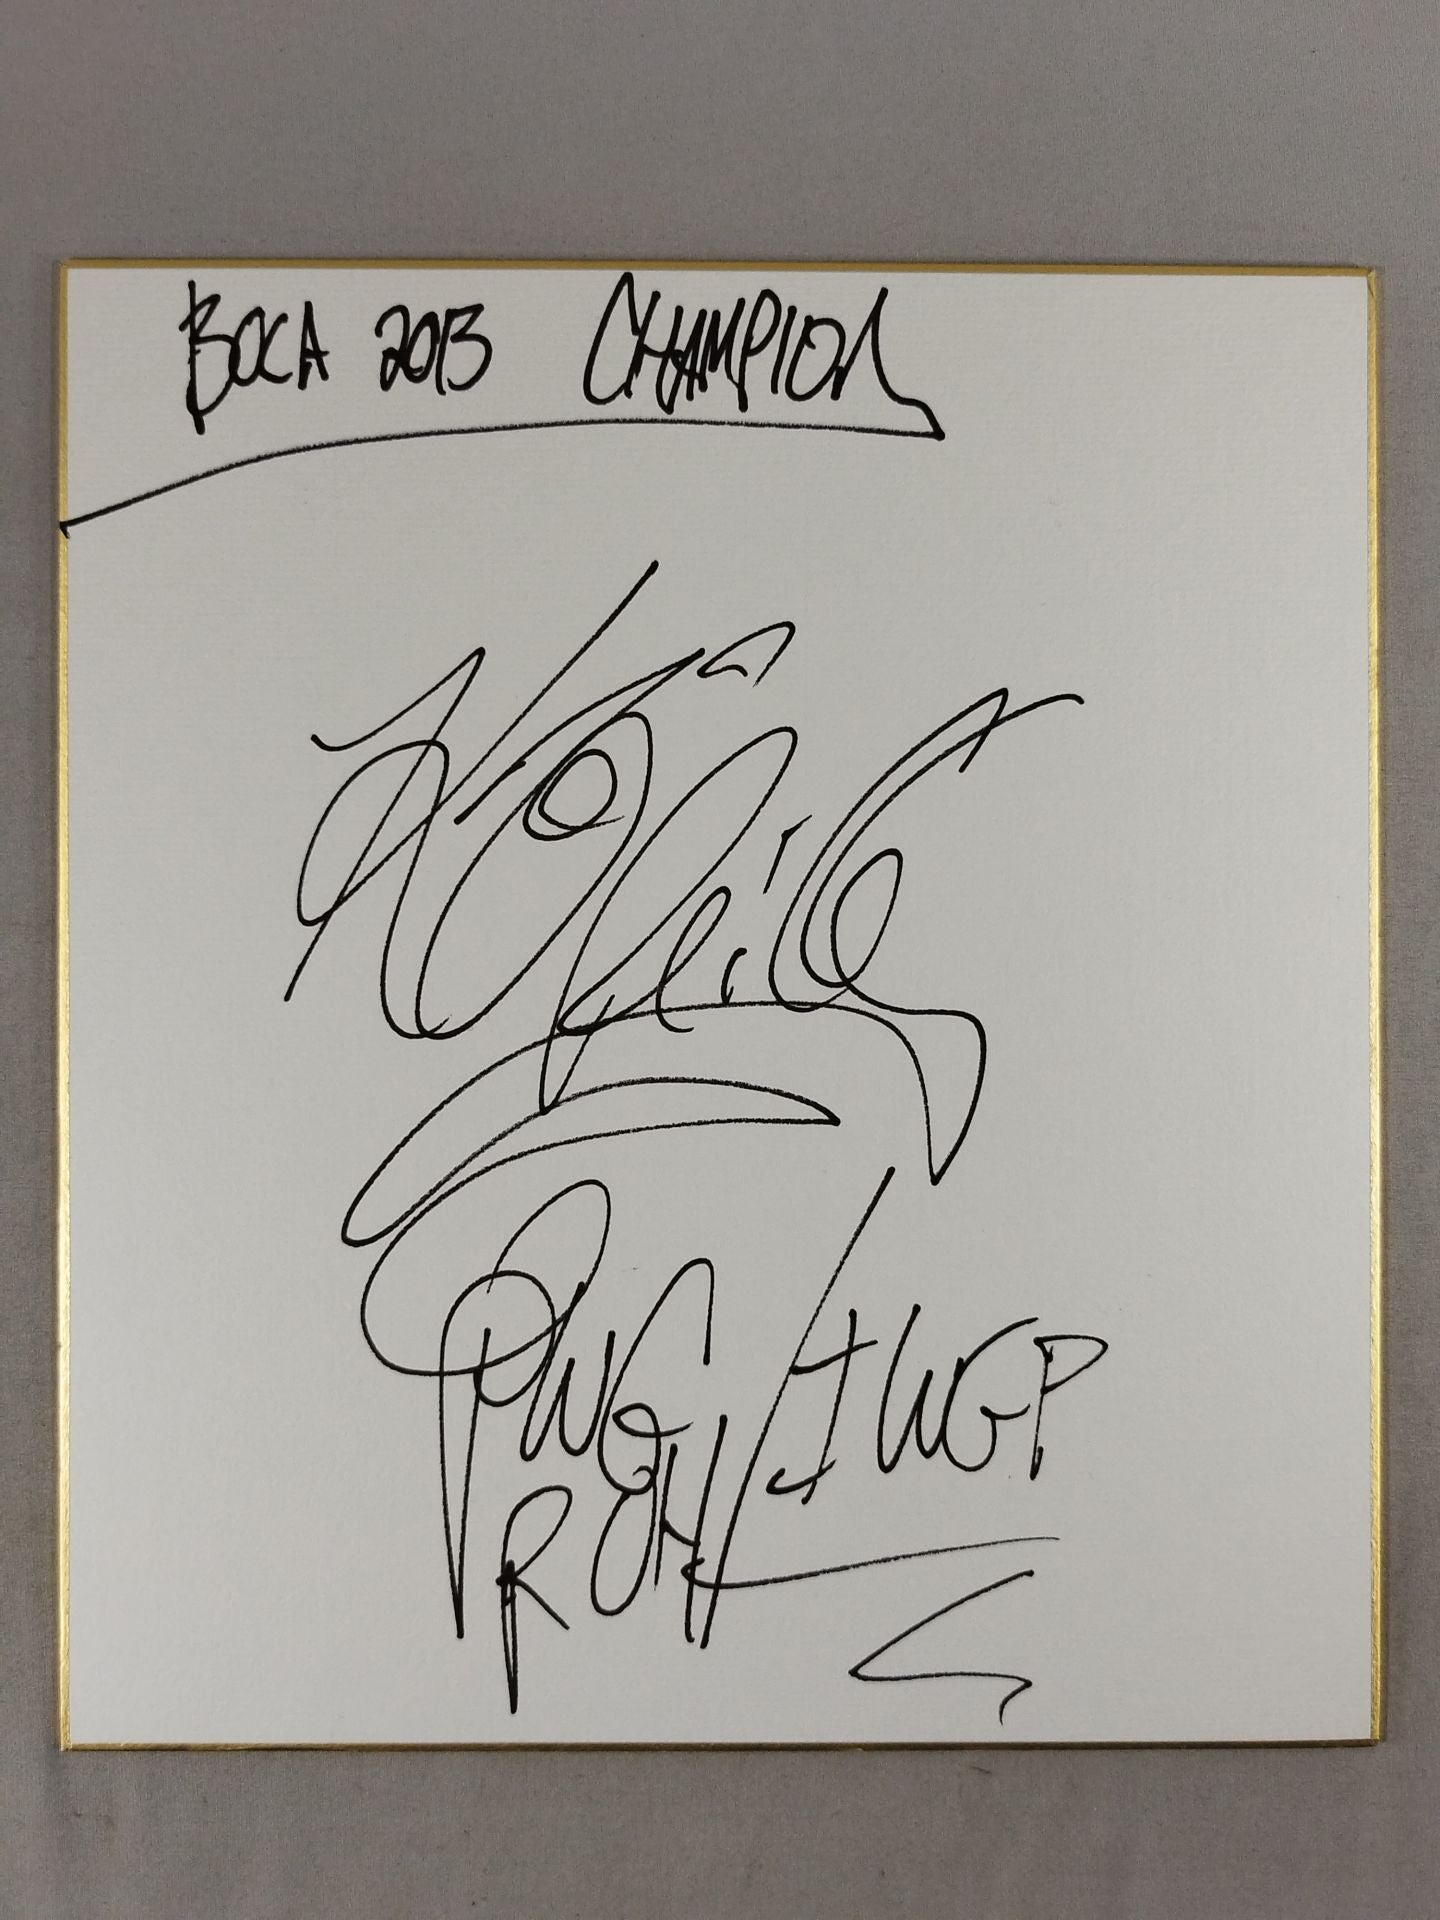 BOCA 2013 CHAMPION
PWG / IWGP
ROH